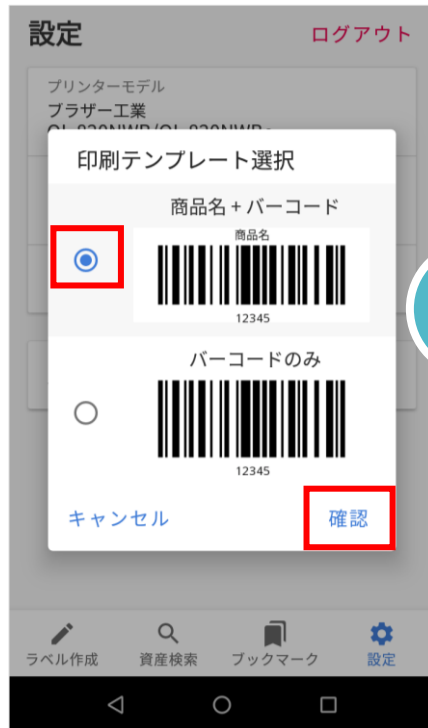 設定
ログアウト
プリンターモデル
ブラザー工業
印刷テンプレート選択
商品名 + バーコード
商品名
12345
バーコードのみ
12345
キャンセル
確認
ラベル作成
資産検索
ブックマーク
設定